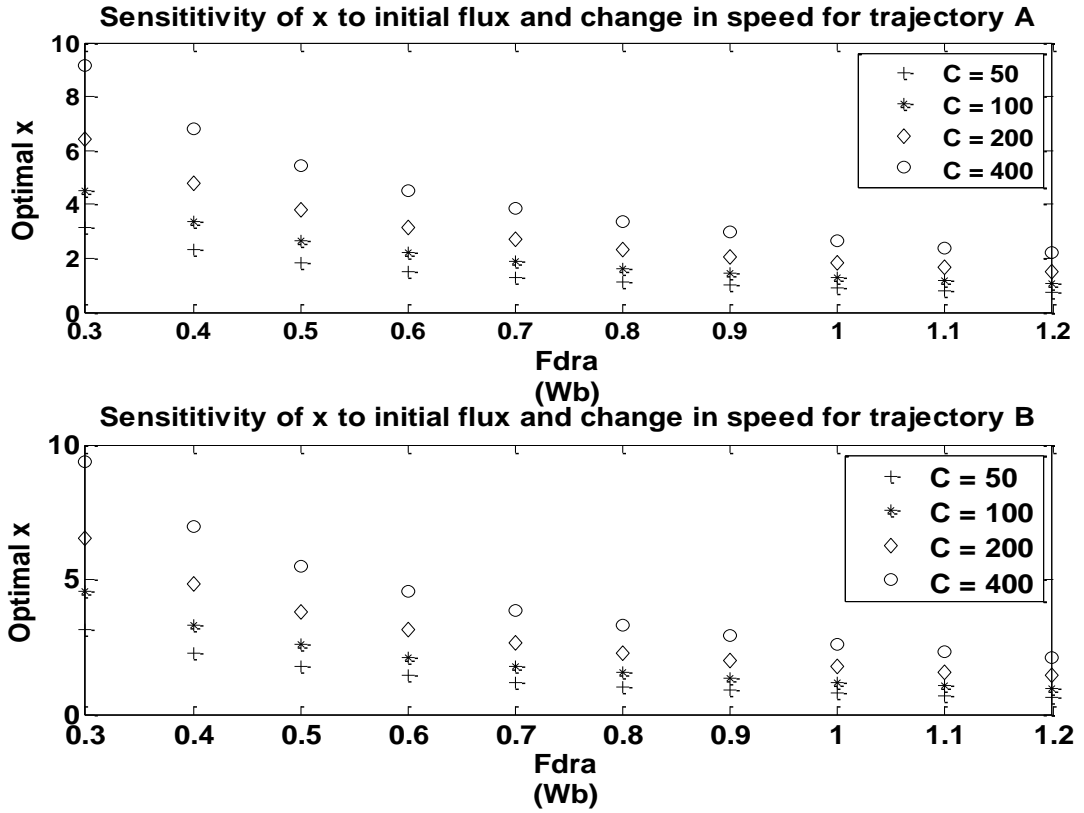 Sensititivity of x to initial flux and change in speed for trajectory A
10
8
6
4
2
0
Optimal x
C = 50
C = 100
C = 200
C = 400
0.3 0.4 0.5 0.6 0.7 0.8 0.9 1 1.1 1.2
Fdra
(Wb)
Sensititivity of x to initial flux and change in speed for trajectory B
10
5
0
Optimal x
C = 50
C = 100
C = 200
C = 400
0.3 0.4 0.5 0.6 0.7 0.8 0.9 1 1.1 1.2
Fdra
(Wb)